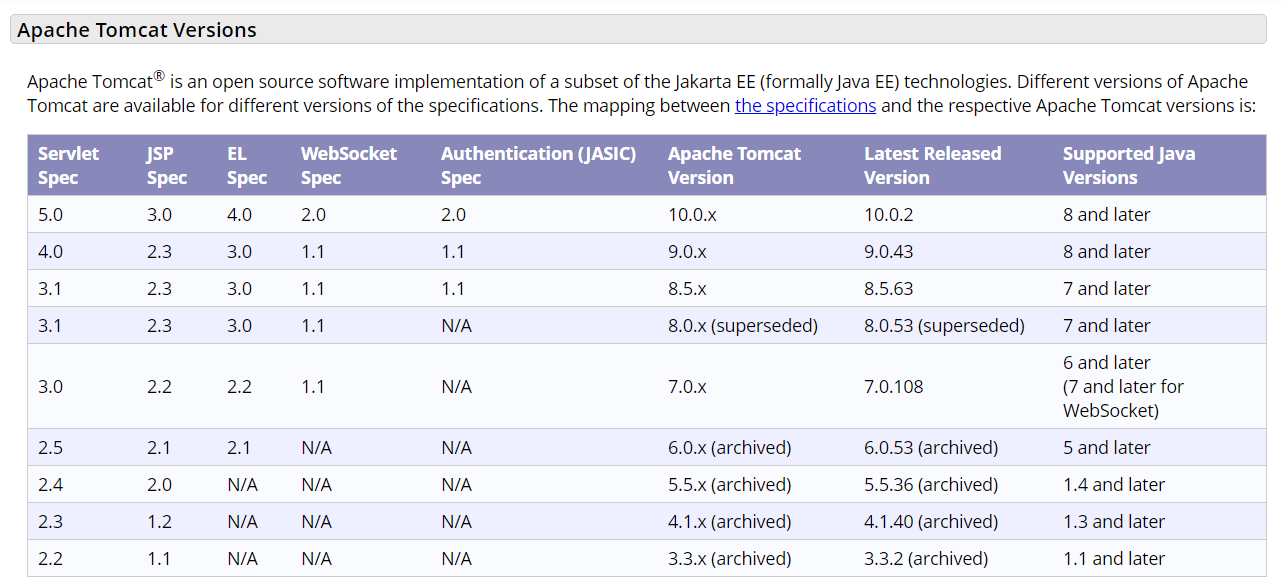 Apache Tomcat Versions
Apache Tomcat® is an open source software implementation of a subset of the Jakarta EE (formally Java EE) technologies. Different versions of Apache
Tomcat are available for different versions of the specifications. The mapping between the specifications and the respective Apache Tomcat versions is:
Servlet Spec JSP Spec EL Spec WebSocket Spec Authentication (JASIC) Spec Apache Tomcat Version Latest Released Version Supported Java Versions
5.0 3.0 4.0 2.0 2.0 10.0.x 10.0.2 8 and later
4.0 2.3 3.0 1.1 1.1 9.0.x 9.0.43 8 and later
3.1 2.3 3.0 1.1 1.1 8.5.x 8.5.63 7 and later
3.1 2.3 3.0 1.1 N/A 8.0.x (superseded) 8.0.53 (superseded) 7 and later
3.0 2.2 2.2 1.1 N/A 7.0.x 7.0.108 6 and later (7 and later for WebSocket)
2.5 2.1 2.1 N/A N/A 6.0.x (archived) 6.0.53 (archived) 5 and later
2.4 2.0 N/A N/A N/A 5.5.x (archived) 5.5.36 (archived) 1.4 and later
2.3 1.2 N/A N/A N/A 4.1.x (archived) 4.1.40 (archived) 1.3 and later
2.2 1.1 N/A N/A N/A 3.3.x (archived) 3.3.2 (archived) 1.1 and later